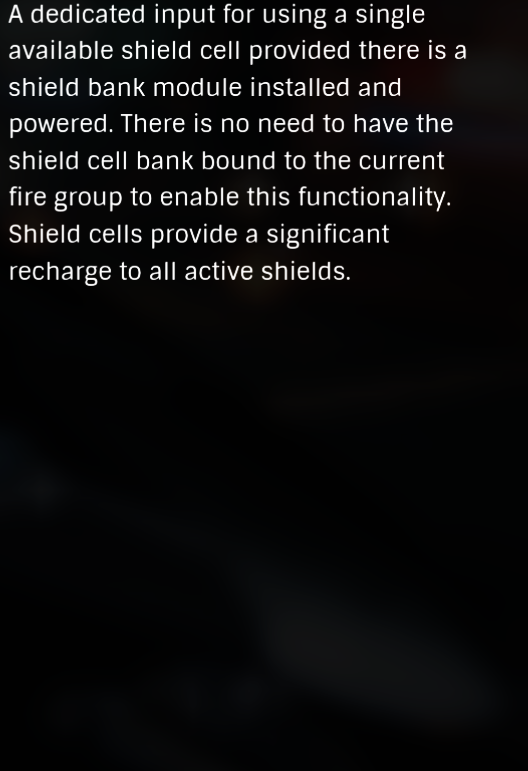 A dedicated input for using a single
available shield cell provided there is a
shield bank module installed and
powered. There is no need to have the
shield cell bank bound to the current
fire group to enable this functionality.
Shield cells provide a significant
recharge to all active shields.